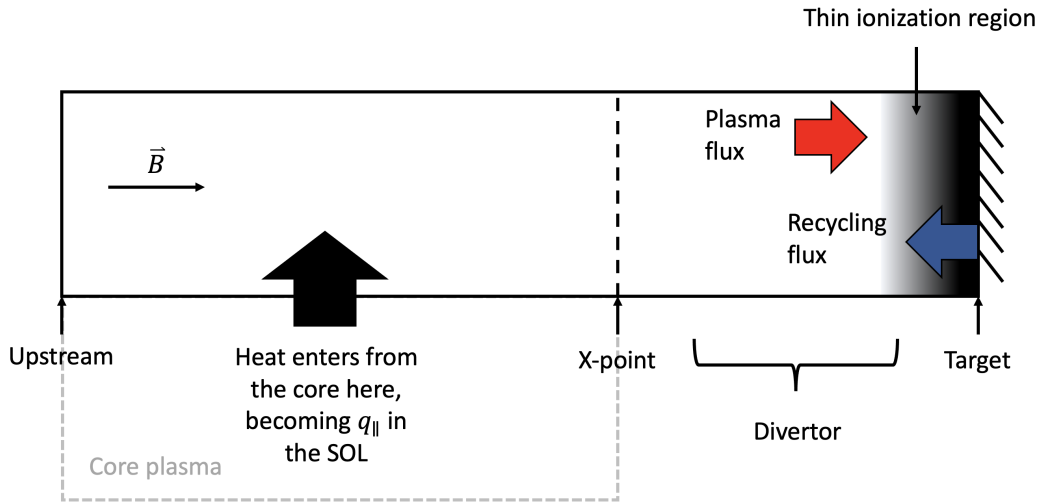 Thin ionization region
Plasma
flux
B⃗
Recycling
flux
Upstream
Heat enters from
the core here,
becoming q∥ in
the SOL
X-point
Target
Divertor
Core plasma